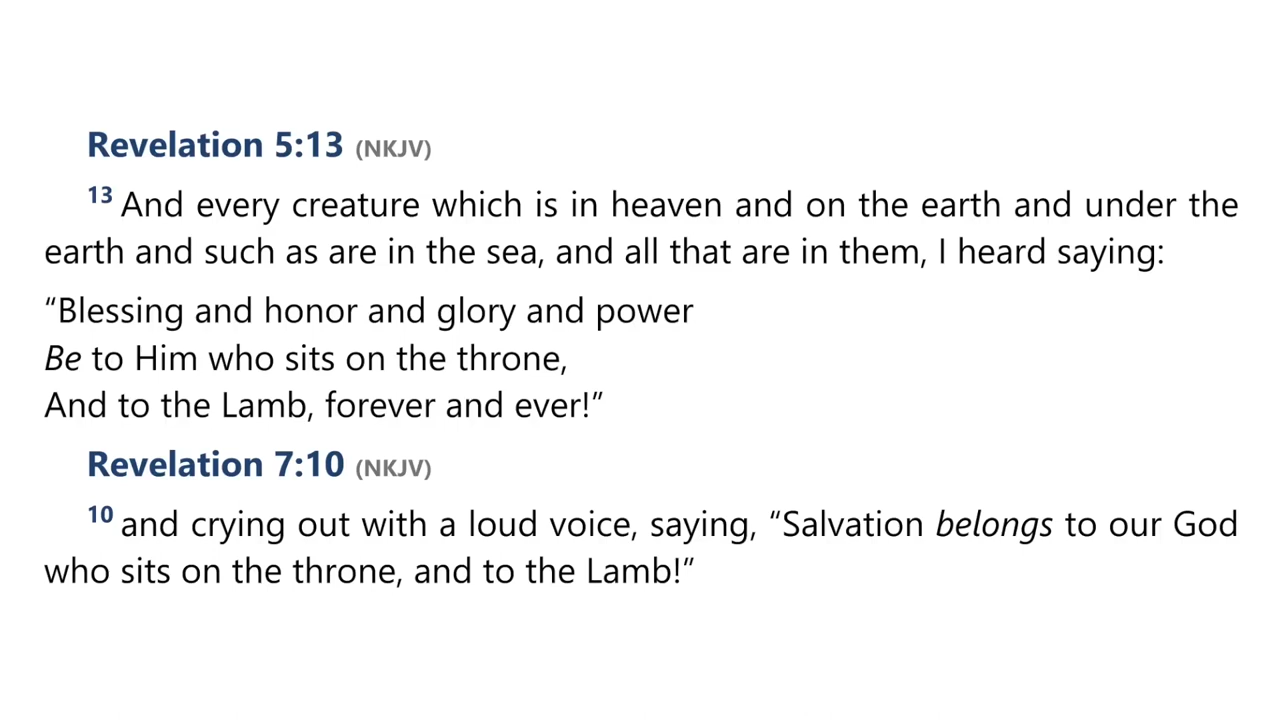 Revelation 5:13 (NKJV)
13 And every creature which is in heaven and on the earth and under the
earth and such as are in the sea, and all that are in them, I heard saying:
“Blessing and honor and glory and power
Be to Him who sits on the throne,
And to the Lamb, forever and ever!”
Revelation 7:10 (NKJV)
10 and crying out with a loud voice, saying, “Salvation belongs to our God
who sits on the throne, and to the Lamb!”